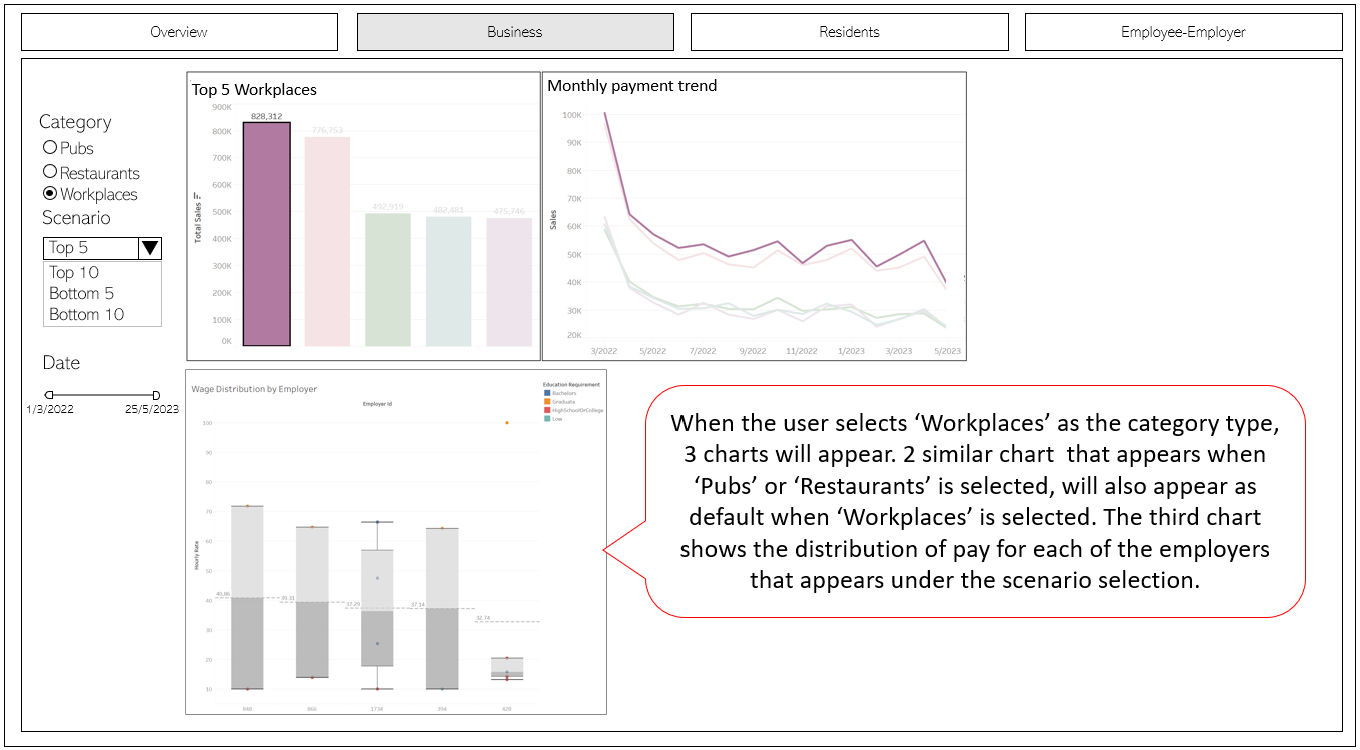 Overview
Business
Residents
Employee-Employer
Category
Pubs
Restaurants
Workplaces
Scenario
Top 5
Top 10
Bottom 5
Bottom 10
Date
1/3/2022
25/5/2023
Top 5 Workplaces
900K
800K
700K
600K
500K
400K
300K
200K
100K
0K
Total Sales
828,312
776,753
492,919
482,481
475,746
Monthly payment trend
100K
90K
80K
70K
60K
50K
40K
30K
20K
Sales
3/2022
5/2022
7/2022
9/2022
11/2022
1/2023
3/2023
5/2023
Wage Distribution by Employer
Employer Id
Education Requirement
Bachelors
Graduate
HighSchoolOrCollege
Low
100
90
80
70
60
50
40
30
20
10
Hourly Rate
40.86
39.31
37.29
37.14
32.74
866
1734
394
428
When the user selects ‘Workplaces’ as the category type,
3 charts will appear. 2 similar chart  that appears when
‘Pubs’ or ‘Restaurants’ is selected, will also appear as
default when ‘Workplaces’ is selected. The third chart
shows the distribution of pay for each of the employers
that appears under the scenario selection.